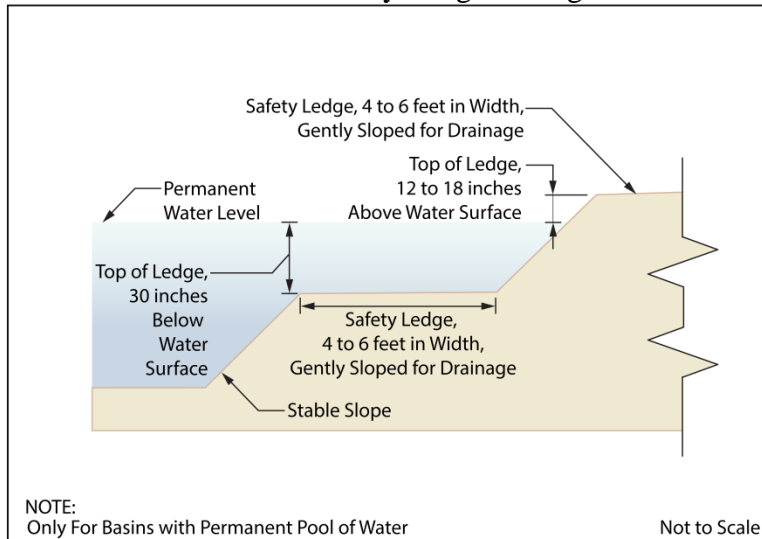 Safety Ledge, 4 to 6 feet in Width,
Gently Sloped for Drainage
Top of Ledge,
12 to 18 inches
Above Water Surface
Permanent
Water Level
Top of Ledge,
30 inches
Below
Water
Surface
Safety Ledge,
4 to 6 feet in Width,
Gently Sloped for Drainage
Stable Slope
NOTE:
Only For Basins with Permanent Pool of Water
Not to Scale